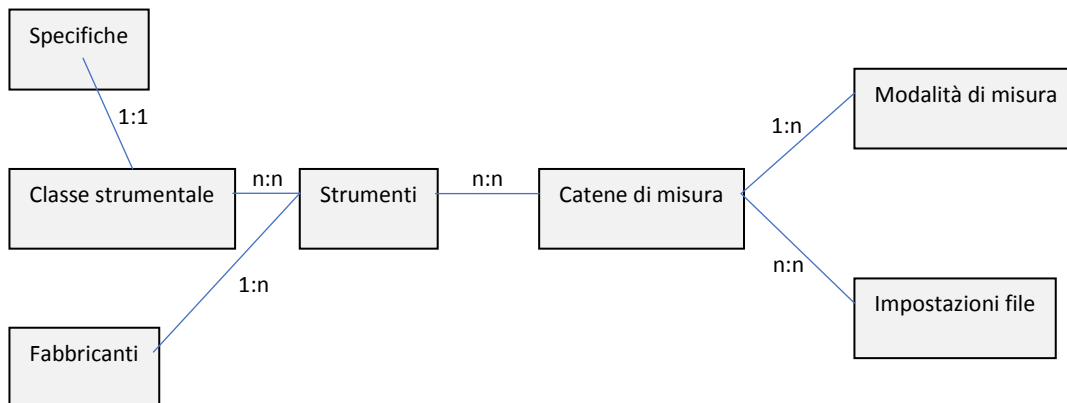 Specifiche
Modalità di misura
1:1
1:n
Classe strumentale
n:n
Strumenti
n:n
Catene di misura
1:n
n:n
Impostazioni file
Fabbricanti